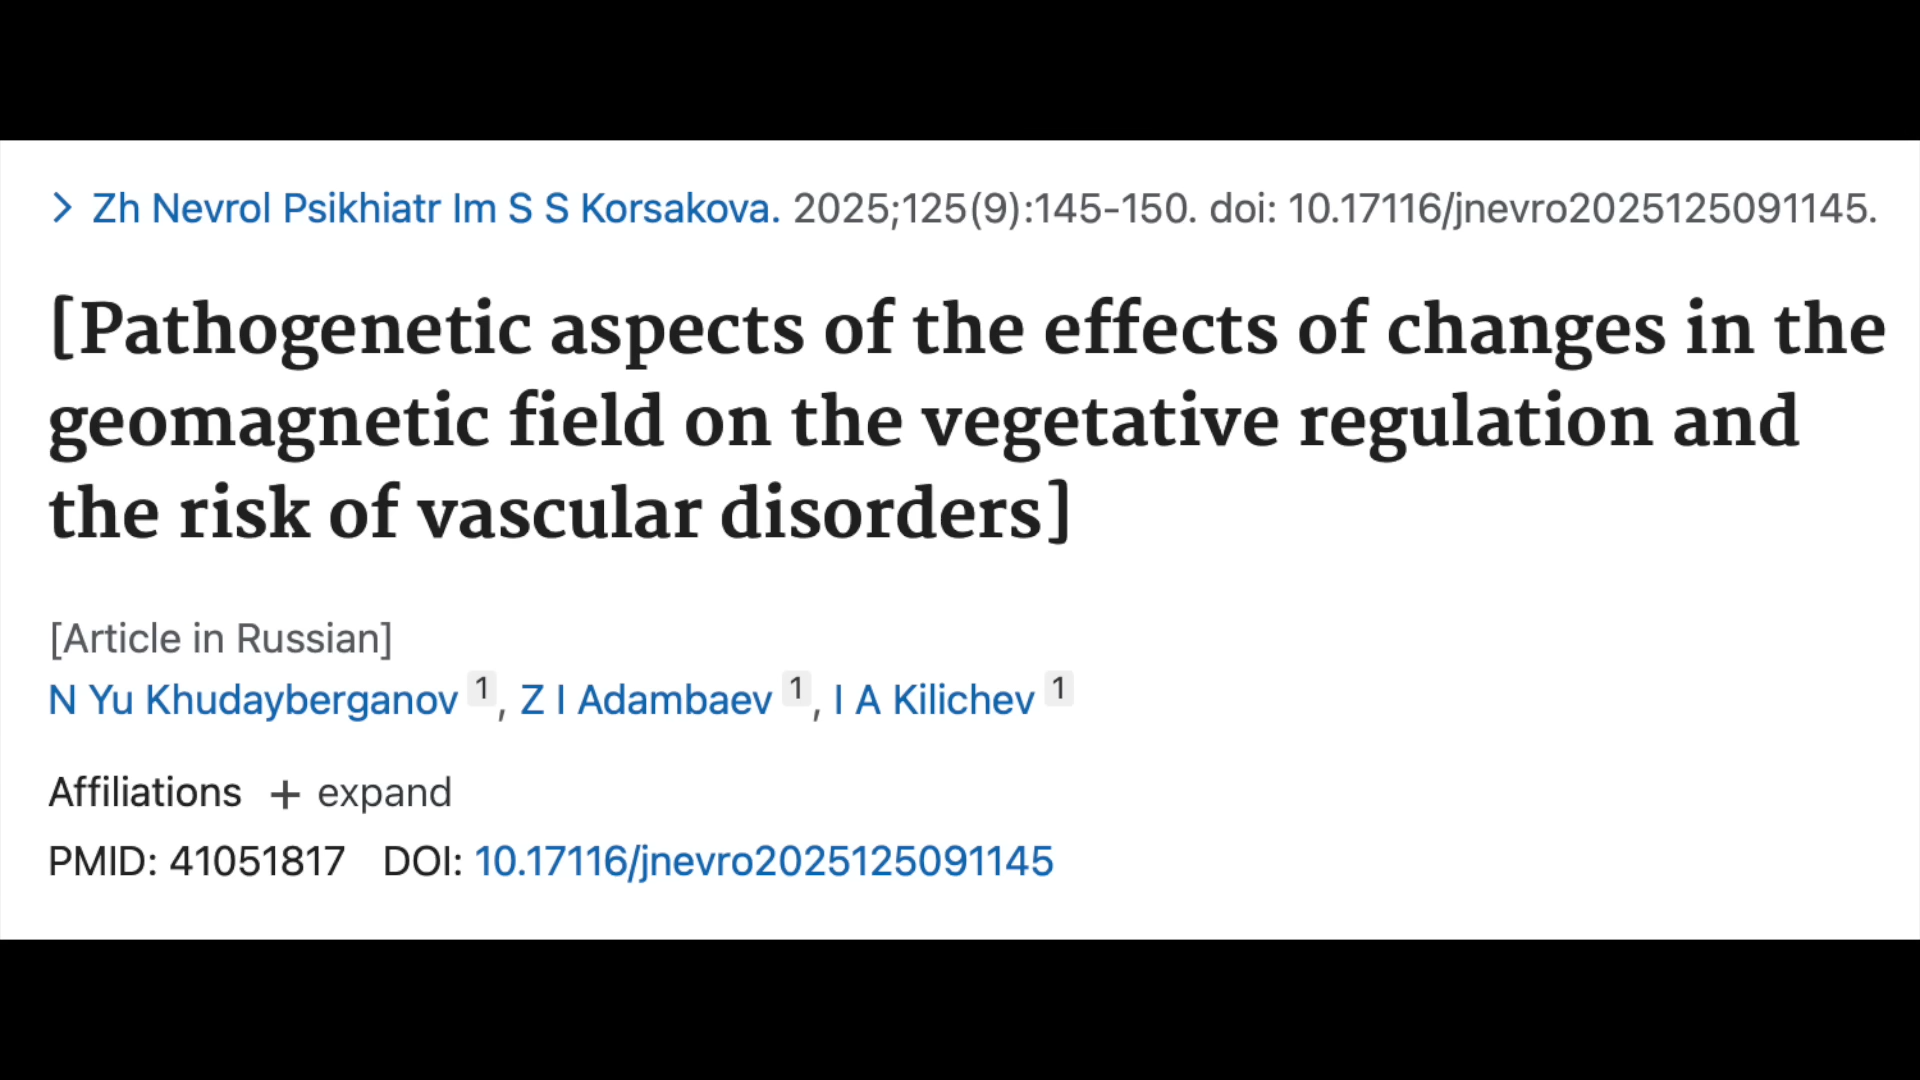 > Zh Nevrol Psikhiatr Im S S Korsakova. 2025;125(9):145-150. doi: 10.17116/jnevro2025125091145.
[Pathogenetic aspects of the effects of changes in the
geomagnetic field on the vegetative regulation and
the risk of vascular disorders]
[Article in Russian]
N Yu Khudayberganov 1, Z I Adambaev 1, I A Kilichev 1
Affiliations + expand
PMID: 41051817 DOI: 10.17116/jnevro2025125091145